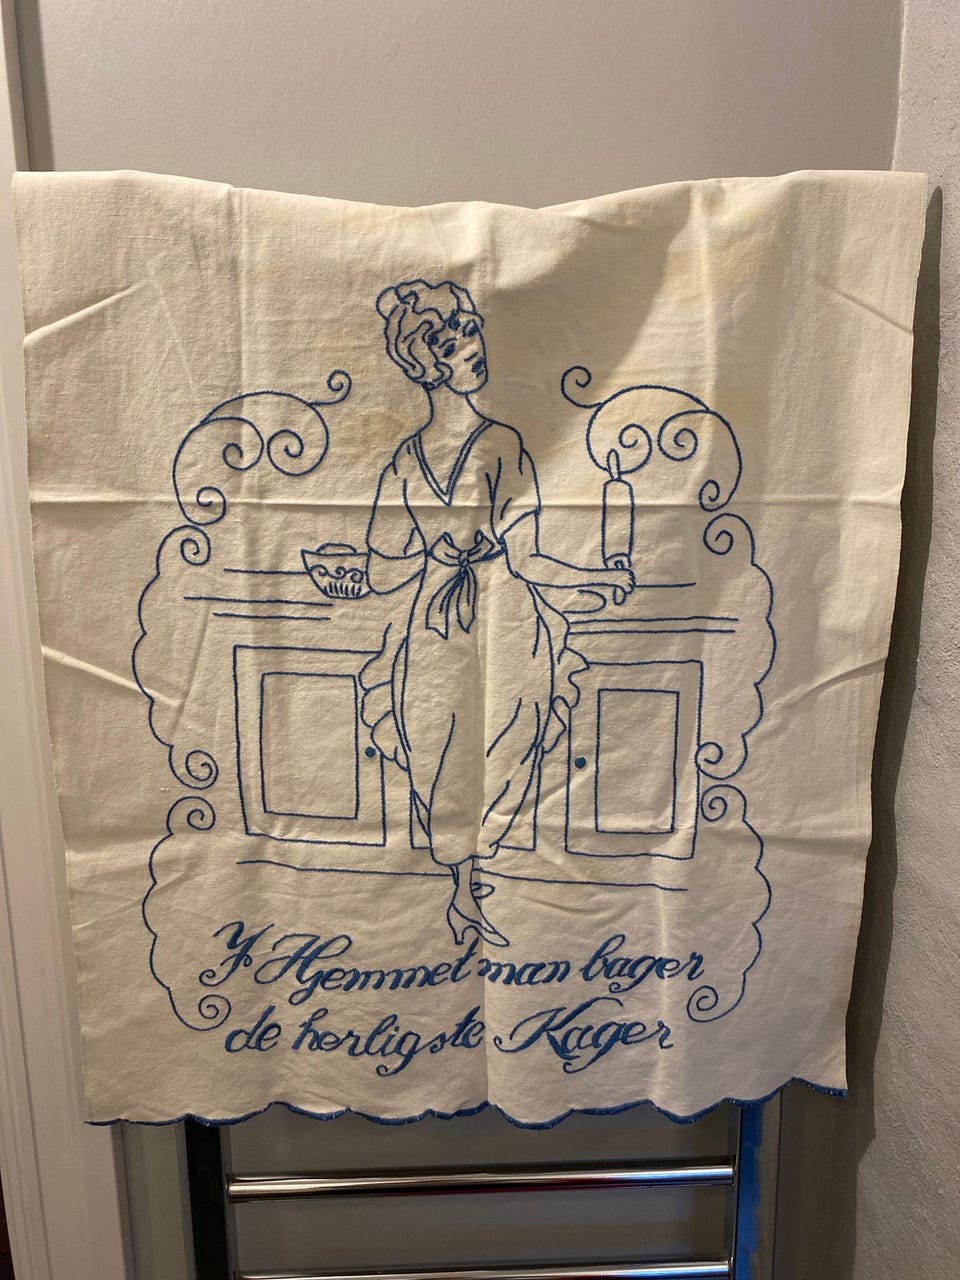 I Hjemmet man bager
de herligste Kager